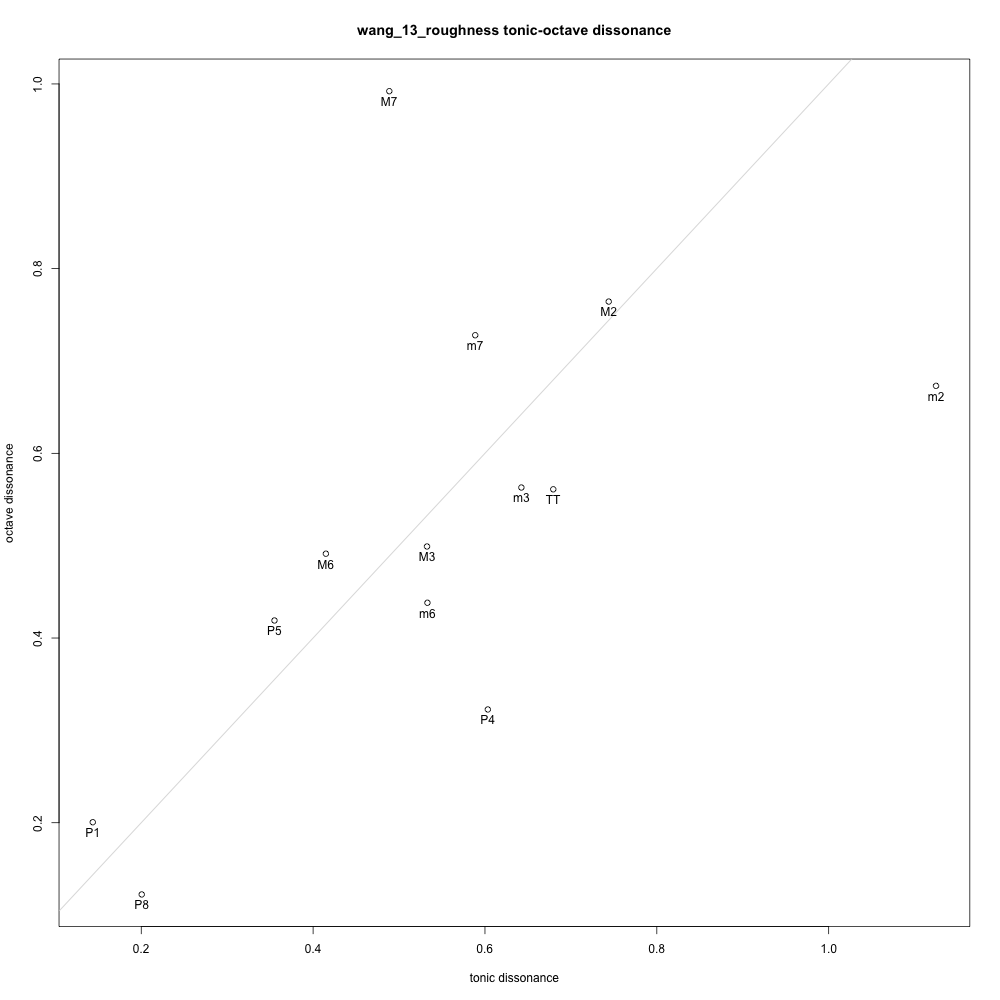 wang_13_roughness tonic-octave dissonance
1.0
M7
0.8
M2
m7
m2
octave dissonance
0.6
m3
TT
M3
M6
m6
0.4
P5
P4
0.2
P1
P8
0.2
0.4
0.6
0.8
1.0
tonic dissonance